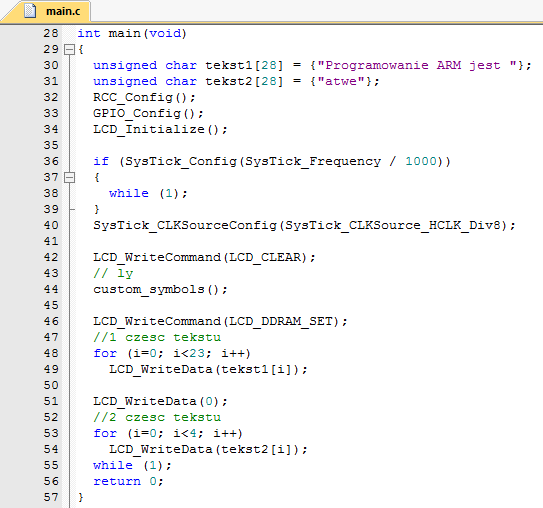 main.c
28 int main(void)
29 {
30 unsigned char tekst1[28] = {"Programowanie ARM jest "};
31 unsigned char tekst2[28] = {"atwe"};
32 RCC_Config();
33 GPIO_Config();
34 LCD_Initialize();
35
36 if (SysTick_Config(SysTick_Frequency / 1000))
37 {
38 while (1);
39 }
40 SysTick_CLKSourceConfig(SysTick_CLKSource_HCLK_Div8);
41
42 LCD_WriteCommand(LCD_CLEAR);
43 // ly
44 custom_symbols();
45
46 LCD_WriteCommand(LCD_DDRAM_SET);
47 //1 czesc tekstu
48 for (i=0; i<23; i++)
49 LCD_WriteData(tekst1[i]);
50
51 LCD_WriteData(0);
52 //2 czesc tekstu
53 for (i=0; i<4; i++)
54 LCD_WriteData(tekst2[i]);
55 while (1);
56 return 0;
57 }